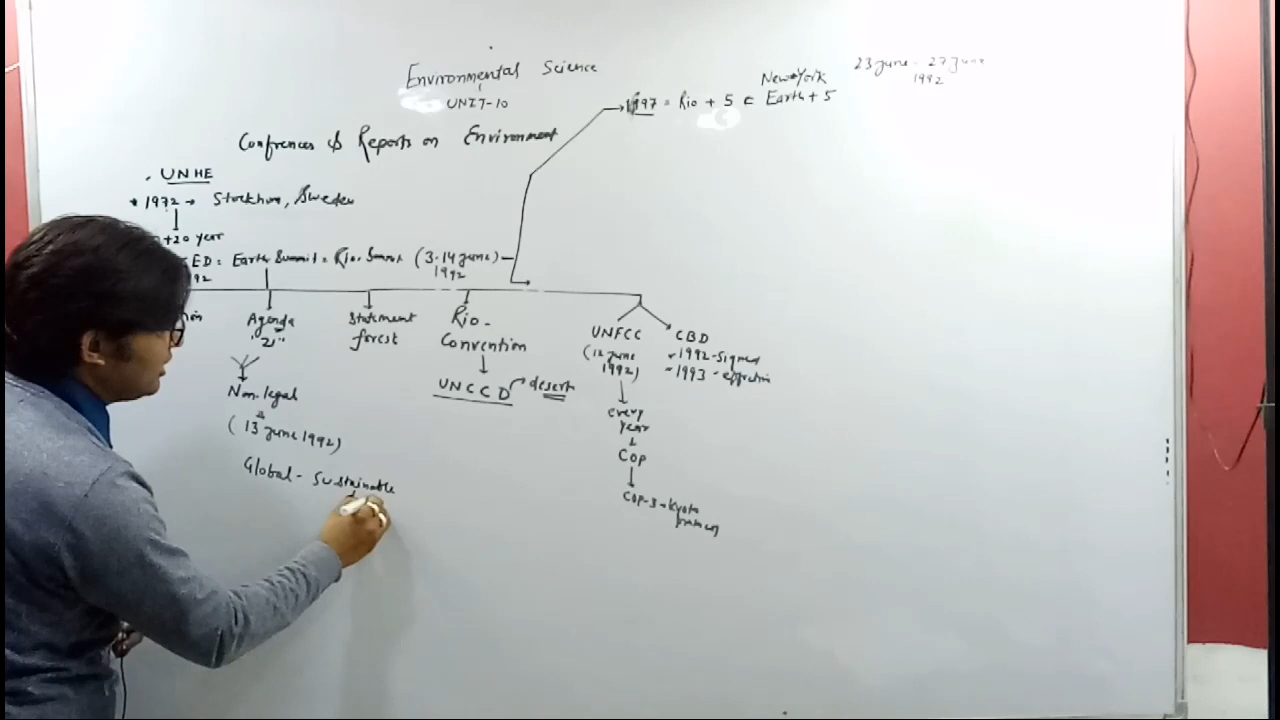 Environmental Science
UNIT-10
Confrences & Reports on Environment
UNHE
* 1972 → Stockhom, Sweden
+20 year
ED = Earth Summit = Rio. Summit (3-14 june)
1992
92
1997 = Rio + 5 = Earth + 5
New York
23 june - 27 june
1992
Agenda
"21"
Non-legal
(13 june 1992)
Global - Sustainable
Statement
forest
Rio-
Convention
UNCCD → desert
UNFCC
(12 june
1992)
every
year
COP
COP-3 → Kyoto
CBD
1992 - signed
1993 -